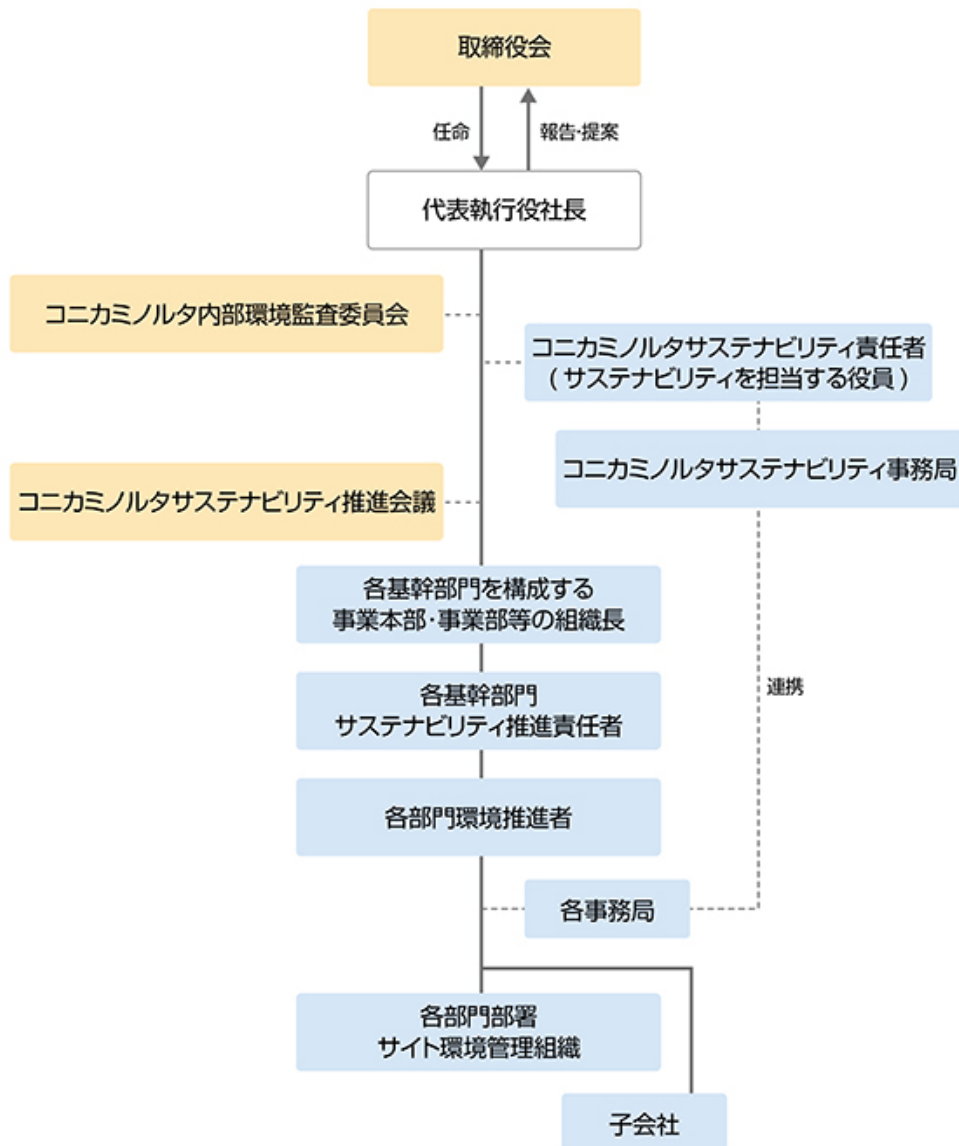 取締役会
任命
報告・提案
代表執行役社長
コニカミノルタ内部環境監査委員会
コニカミノルタサステナビリティ責任者
( サステナビリティを担当する役員 )
コニカミノルタサステナビリティ事務局
コニカミノルタサステナビリティ推進会議
各基幹部門を構成する
事業本部・事業部等の組織長
各基幹部門
サステナビリティ推進責任者
連携
各部門環境推進者
各事務局
各部門部署
サイト環境管理組織
子会社